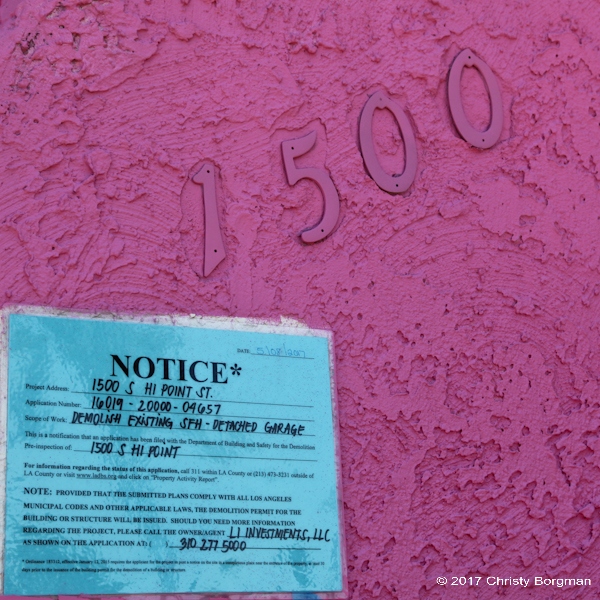 1500
DATE:
NOTICE*
Project Address: 1500 S HI POINT ST.
Application Number: 16019-20000-04657
Scope of Work: DEMOLISH EXISTING SFH - DETACHED GARAGE
This is a notification that an application has been filed with the Department of Building and Safety for the Demolition
Pre-inspection of: 1500 S HI POINT
For information regarding the status of this application, call 311 within LA County or (213) 473-3231 outside of
LA County or visit www.ladbs.org and click on "Property Activity Report".
NOTE: PROVIDED THAT THE SUBMITTED PLANS COMPLY WITH ALL LOS ANGELES
MUNICIPAL CODES AND OTHER APPLICABLE LAWS, THE DEMOLITION PERMIT FOR THE
BUILDING OR STRUCTURE WILL BE ISSUED. SHOULD YOU NEED MORE INFORMATION
REGARDING THE PROJECT, PLEASE CALL THE OWNER/AGENT LI INVESTMENTS, LLC
AS SHOWN ON THE APPLICATION AT: ( ) 310 277 5000
© 2017 Christy Borgman